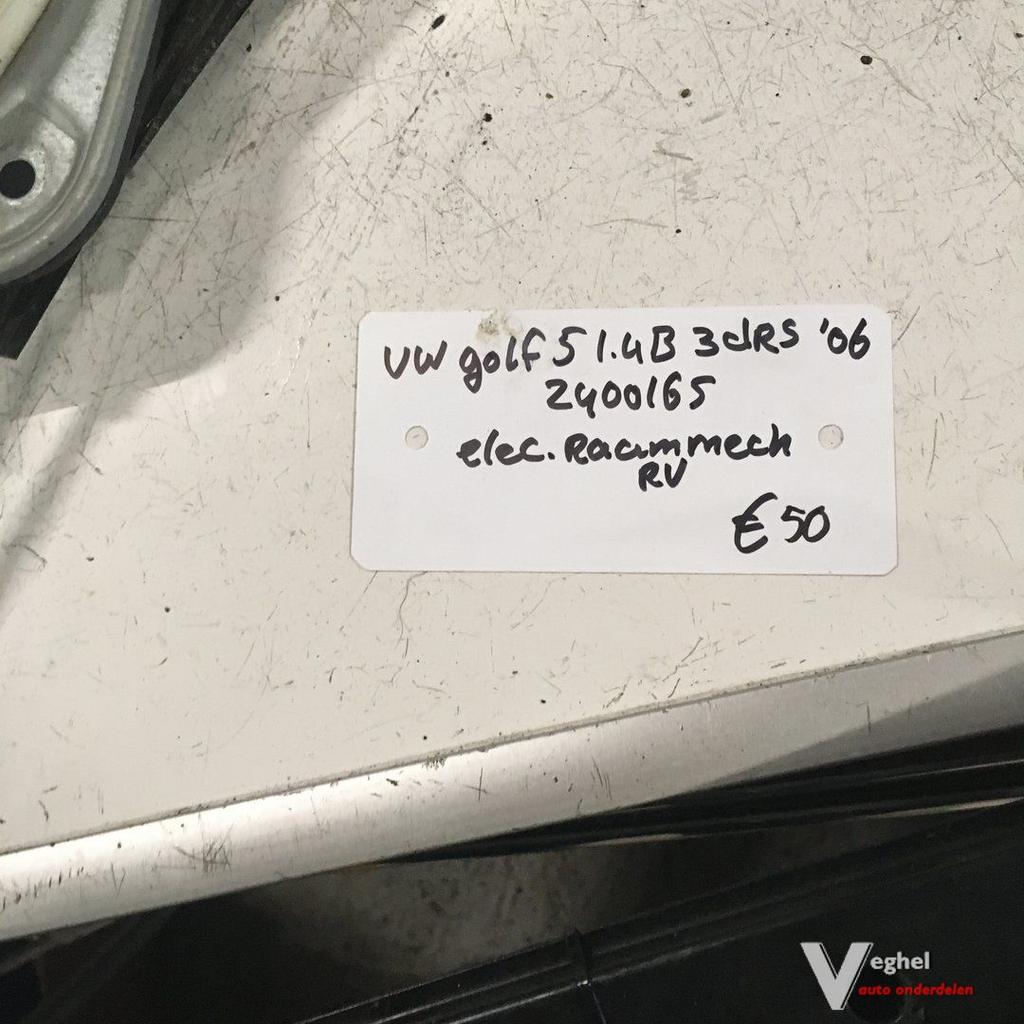 VW golf 5 1.4B 3dRS '06
2400165
elec. Raammech
RV
€ 50
Veghel
auto onderdelen